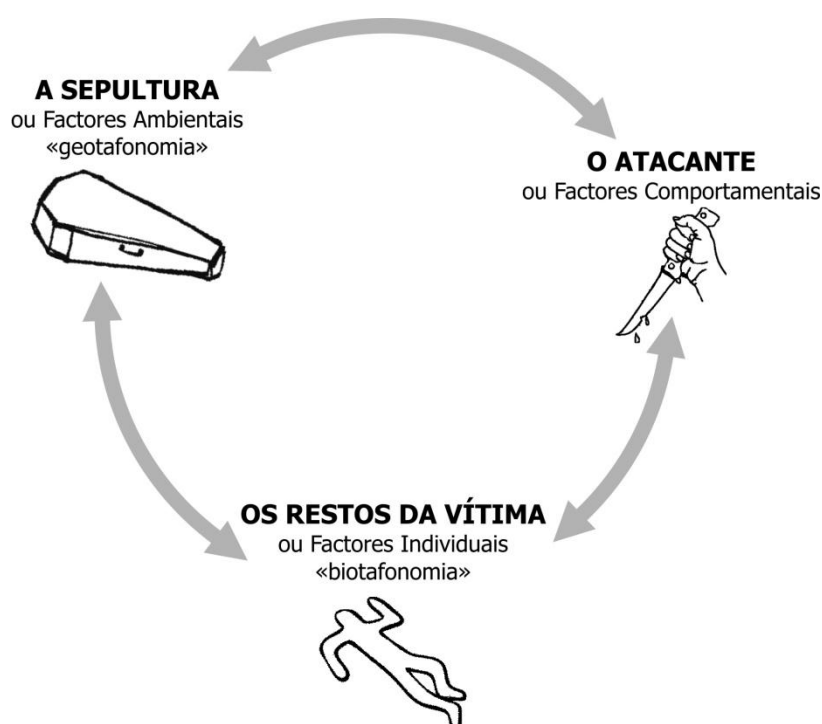 A SEPULTURA
ou Factores Ambientais
«geotafonomia»
O ATACANTE
ou Factores Comportamentais
OS RESTOS DA VÍTIMA
ou Factores Individuais
«biotafonomia»